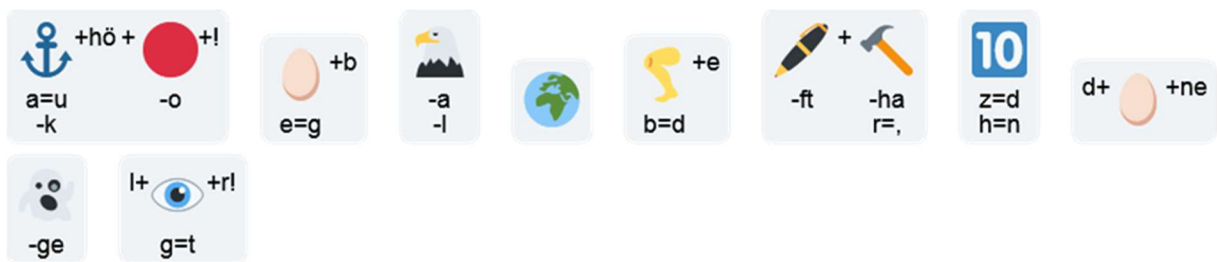 +hö + +!
a=u -o
-k
+b
e=g
-a
-l
+e
b=d
+
-ft -ha
r=,
10
z=d
h=n
d+ +ne
-ge
l+ +r!
g=t